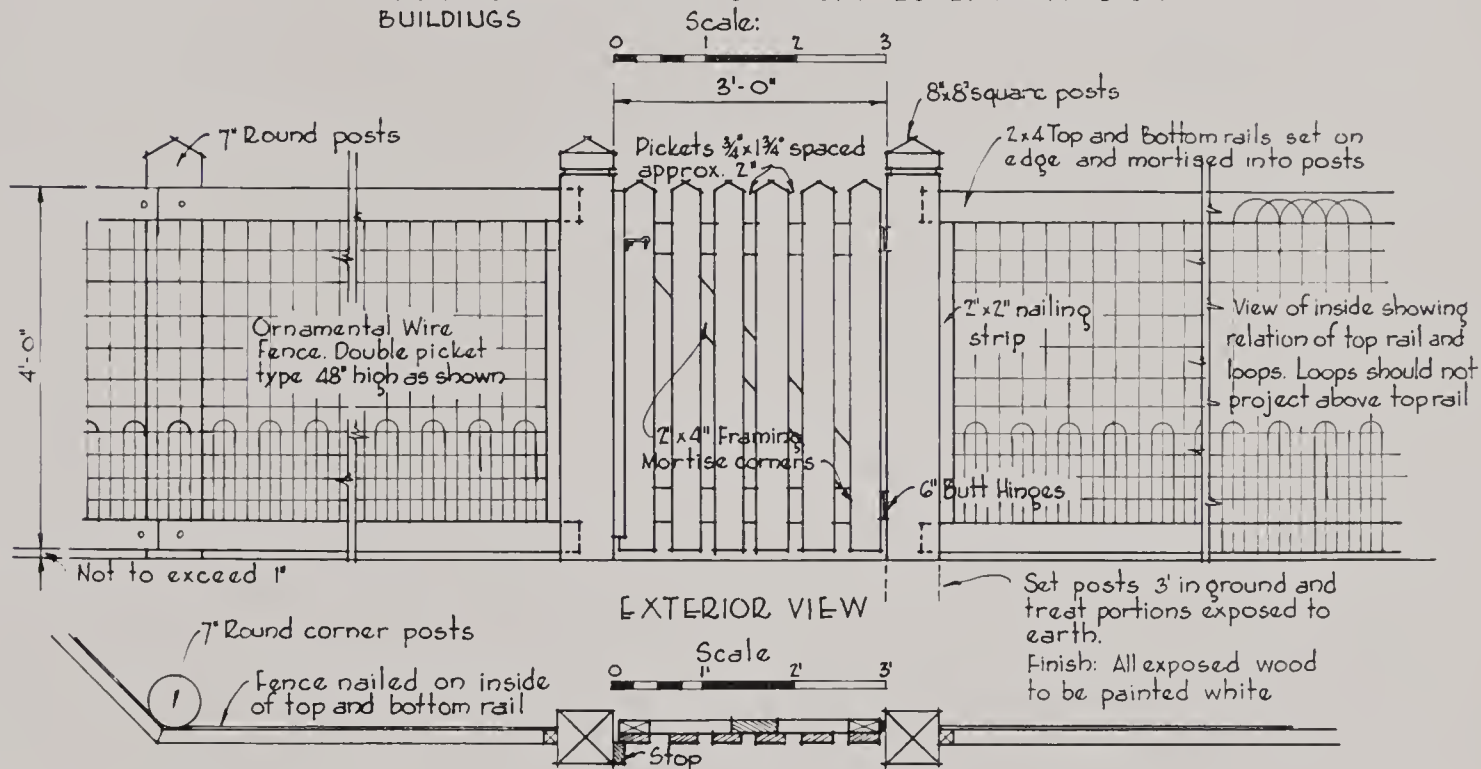 BUILDINGS
Scale:
0 1 2 3
3'-0"
8"x8" square posts
7" Round posts
Pickets ¾"x1¾" spaced
approx. 2"
2x4 Top and Bottom rails set on
edge and mortised into posts
4'-0"
Ornamental Wire
Fence. Double picket
type 48" high as shown
2"x2" nailing
strip
View of inside showing
relation of top rail and
loops. Loops should not
project above top rail
2"x4" Framing
Mortise corners
6" Butt Hinges
Not to exceed 1"
EXTERIOR VIEW
Set posts 3' in ground and
treat portions exposed to
earth.
Finish: All exposed wood
to be painted white
7" Round corner posts
Scale
0 1' 2' 3'
Fence nailed on inside
of top and bottom rail
1
Stop